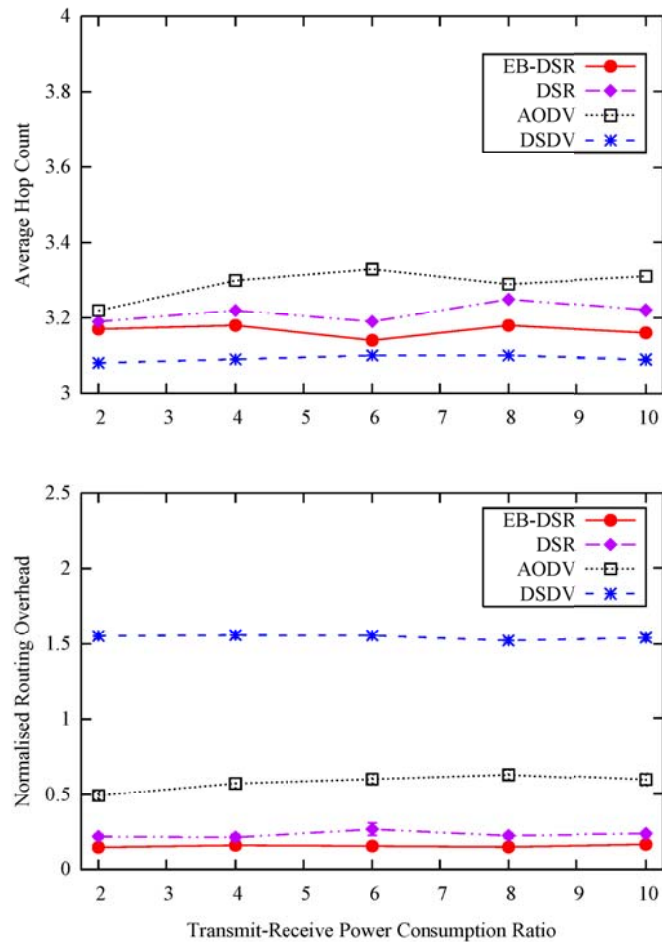 4
3.8
3.6
3.4
3.2
3
Average Hop Count
EB-DSR
DSR
AODV
DSDV
2 3 4 5 6 7 8 9 10
2.5
2
1.5
1
0.5
0
Normalised Routing Overhead
EB-DSR
DSR
AODV
DSDV
2 3 4 5 6 7 8 9 10
Transmit-Receive Power Consumption Ratio